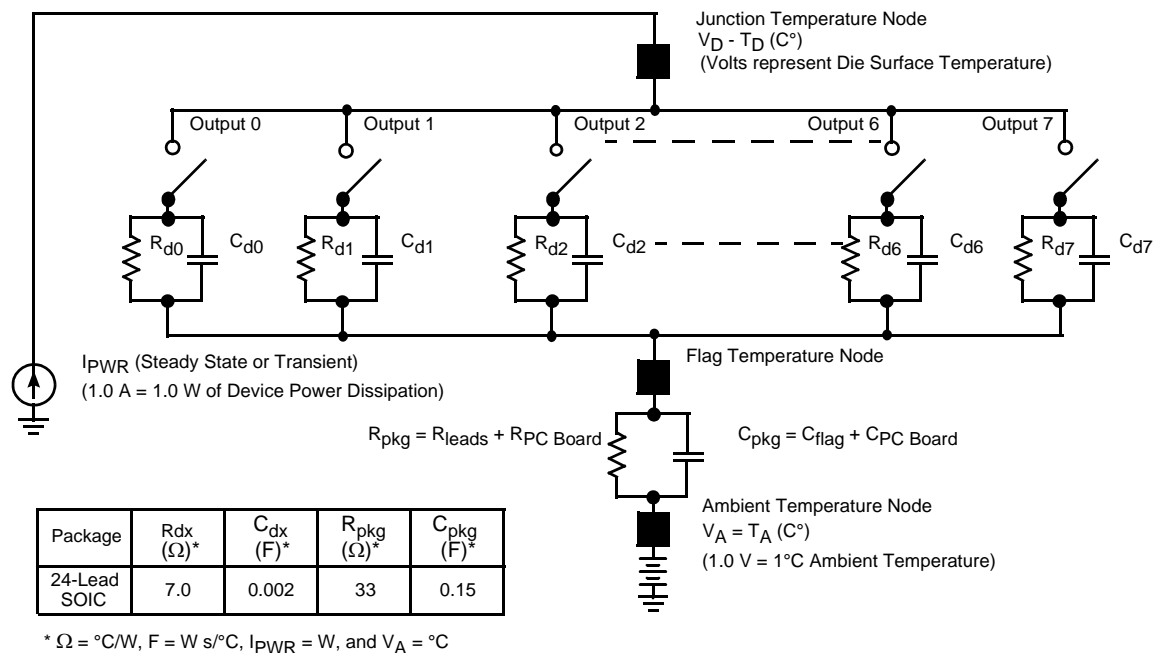 Junction Temperature Node
VD - TD (C°)
(Volts represent Die Surface Temperature)
Output 0
Output 1
Output 2
Output 6
Output 7
Rd0
Cd0
Rd1
Cd1
Rd2
Cd2
Rd6
Cd6
Rd7
Cd7
IPWR (Steady State or Transient)
(1.0 A = 1.0 W of Device Power Dissipation)
Flag Temperature Node
Rpkg = Rleads + RPC Board
Cpkg = Cflag + CPC Board
Ambient Temperature Node
VA = TA (C°)
(1.0 V = 1°C Ambient Temperature)
Package Rdx (Ω)* Cdx (F)* Rpkg (Ω)* Cpkg (F)*
24-Lead SOIC 7.0 0.002 33 0.15
* Ω = °C/W, F = W s/°C, IPWR = W, and VA = °C